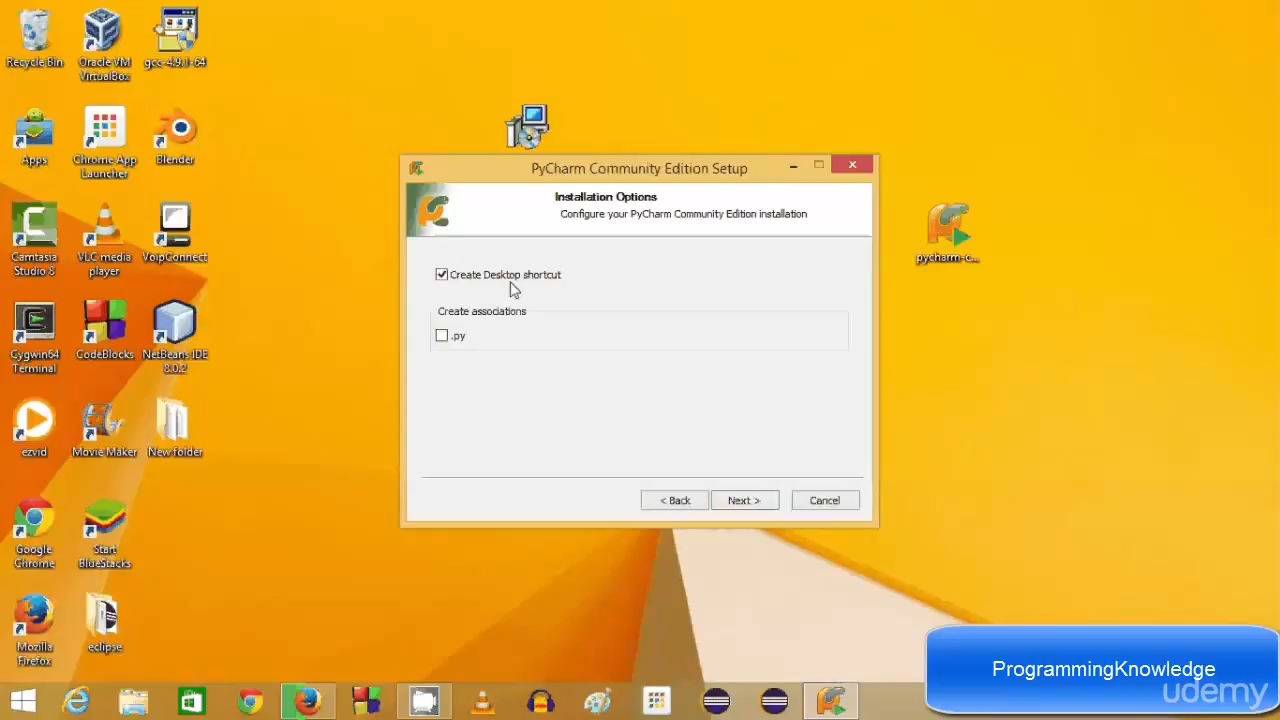 Recycle Bin
Oracle VM
VirtualBox
gcc-4.9.1-64
Apps
Chrome App
Launcher
Blender
Camtasia
Studio 8
VLC media
player
VoipConnect
Cygwin64
Terminal
CodeBlocks
NetBeans IDE
8.0.2
ezvid
Movie Maker
New folder
Google
Chrome
Start
BlueStacks
Mozilla
Firefox
eclipse
PyCharm Community Edition Setup
Installation Options
Configure your PyCharm Community Edition installation
Create Desktop shortcut
Create associations
.py
< Back
Next >
Cancel
pycharm-c...
ProgrammingKnowledge
udemy